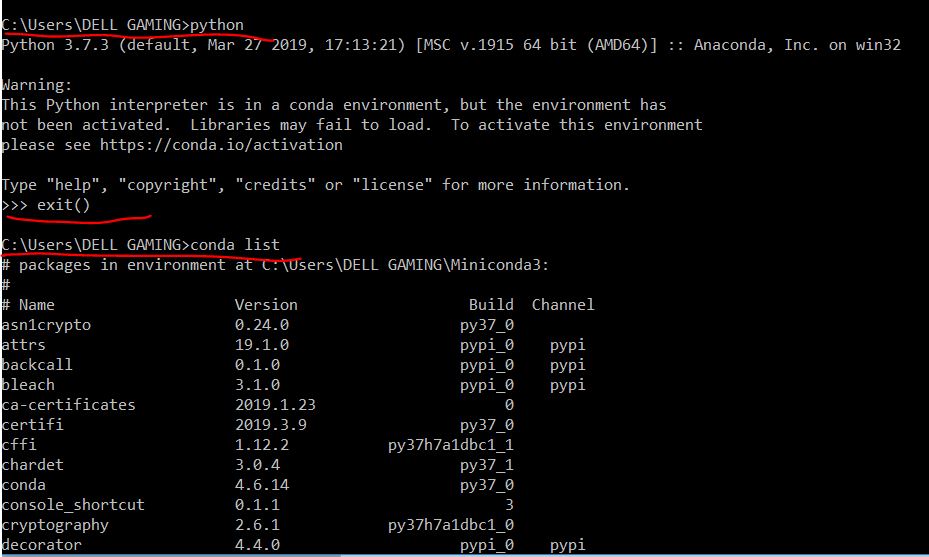 C:\Users\DELL GAMING>python
Python 3.7.3 (default, Mar 27 2019, 17:13:21) [MSC v.1915 64 bit (AMD64)] :: Anaconda, Inc. on win32
Warning:
This Python interpreter is in a conda environment, but the environment has
not been activated.  Libraries may fail to load.  To activate this environment
please see https://conda.io/activation
Type "help", "copyright", "credits" or "license" for more information.
>>> exit()
C:\Users\DELL GAMING>conda list
# packages in environment at C:\Users\DELL GAMING\Miniconda3:
#
# Name                    Version                   Build  Channel
asn1crypto                0.24.0                   py37_0
attrs                     19.1.0                   pypi_0    pypi
backcall                  0.1.0                    pypi_0    pypi
bleach                    3.1.0                    pypi_0    pypi
ca-certificates           2019.1.23                     0
certifi                   2019.3.9                 py37_0
cffi                      1.12.2           py37h7a1dbc1_1
chardet                   3.0.4                    py37_1
conda                     4.6.14                   py37_0
console_shortcut          0.1.1                         3
cryptography              2.6.1            py37h7a1dbc1_0
decorator                 4.4.0                    pypi_0    pypi